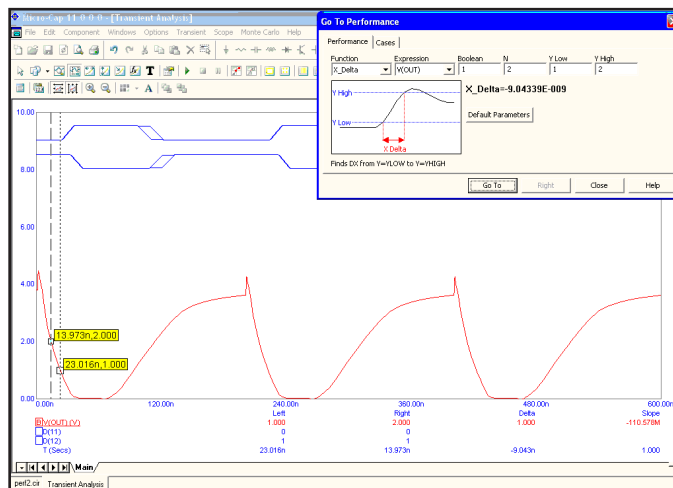 Micro-Cap 11.0.0.0 - [Transient Analysis]
File Edit Component Windows Options Transient Scope Monte Carlo Help
Go To Performance
Performance Cases
Function Expression Boolean N Y Low Y High
X_Delta V(OUT) 1 2 1 2
X_Delta=-9.04339E-009
Y High
Y Low
X Delta
Default Parameters
Finds DX from Y=YLOW to Y=YHIGH
Go To Right Close Help
10.00
8.00
6.00
4.00
2.00
0.00
13.973n,2.000
23.016n,1.000
0.00n 120.00n 240.00n 360.00n 480.00n 600.00n
Left Right Delta Slope
V(OUT) (V) 1.000 2.000 1.000 -110.578M
D(11) 0 0
D(12) 1 1
T (Secs) 23.016n 13.973n -9.043n 1.000
Main
perf2.cir Transient Analysis